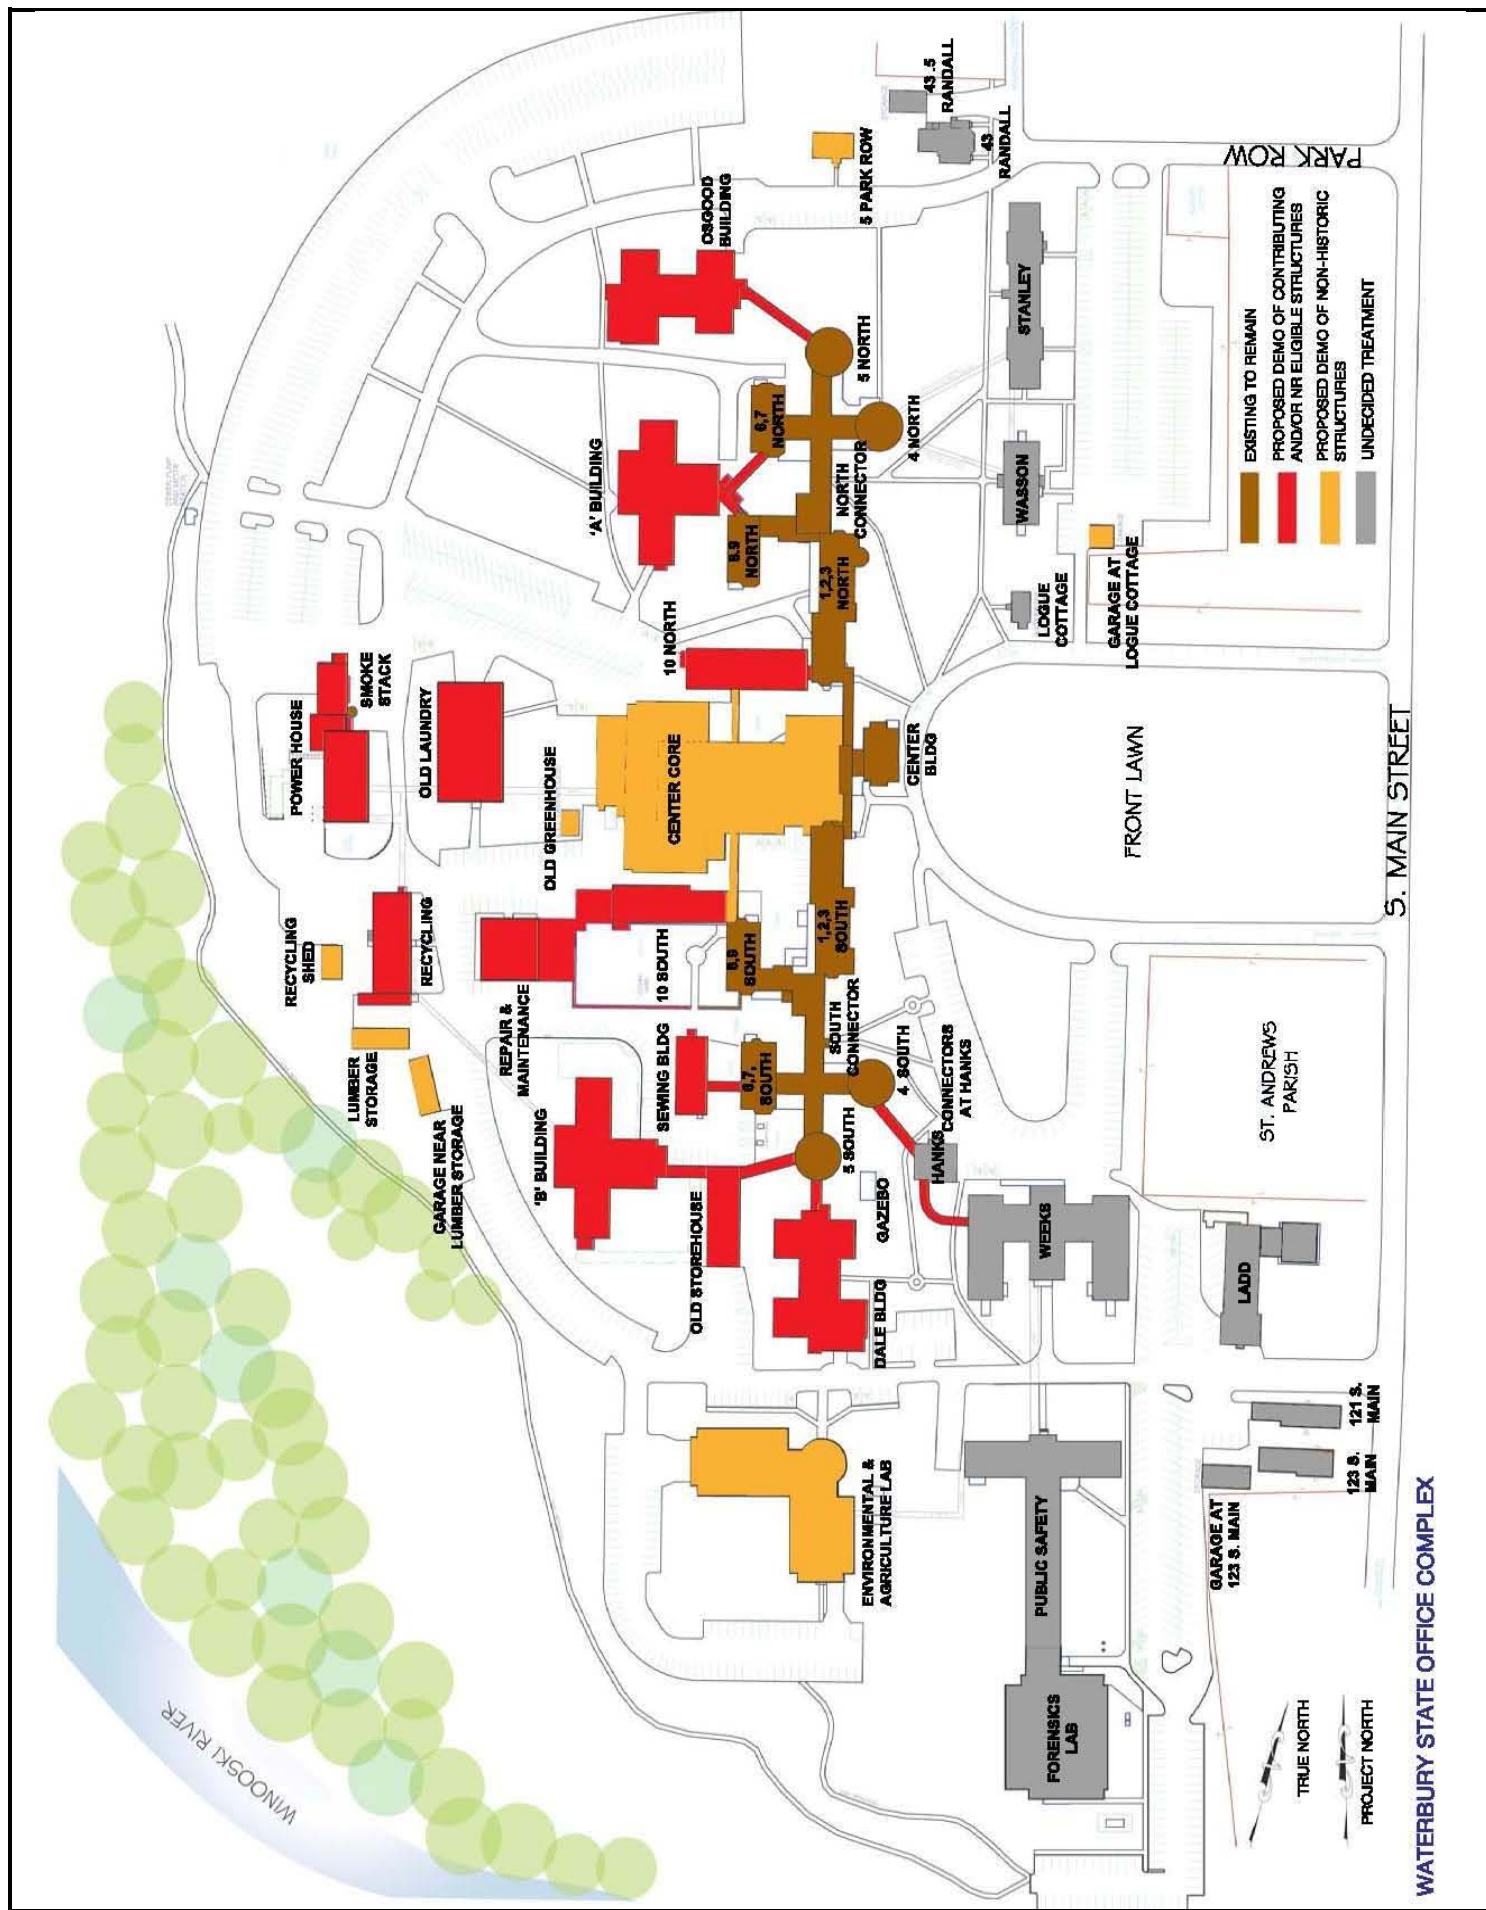 WINOOSKI RIVER
RECYCLING
SHED
LUMBER
STORAGE
GARAGE NEAR
LUMBER STORAGE
POWER HOUSE
SMOKE
STACK
OLD LAUNDRY
RECYCLING
REPAIR &
MAINTENANCE
OLD GREENHOUSE
'A' BUILDING
OSGOOD
BUILDING
'B' BUILDING
10 NORTH
10 SOUTH
SEWING BLDG
OLD STOREHOUSE
CENTER CORE
8,9
NORTH
6,7
NORTH
SOUTH
SOUTH
1,2,3
NORTH
1,2,3
SOUTH
NORTH
CONNECTOR
SOUTH
CONNECTOR
5 NORTH
4 NORTH
5 SOUTH
4 SOUTH
CENTER
BLDG
5 PARK ROW
43.5
RANDALL
43
RANDALL
GAZEBO
DALE BLDG
HANKS
CONNECTORS
AT HANKS
ENVIRONMENTAL &
AGRICULTURE LAB
STANLEY
WASSON
LOGUE
COTTAGE
GARAGE AT
LOGUE COTTAGE
WEEKS
PUBLIC SAFETY
FORENSICS
LAB
FRONT LAWN
ST. ANDREWS
PARISH
LADD
121 S.
MAIN
123 S.
MAIN
GARAGE AT
123 S. MAIN
PARK ROW
S. MAIN STREET
EXISTING TO REMAIN
PROPOSED DEMO OF CONTRIBUTING
AND/OR NR ELIGIBLE STRUCTURES
PROPOSED DEMO OF NON-HISTORIC
STRUCTURES
UNDECIDED TREATMENT
TRUE NORTH
PROJECT NORTH
WATERBURY STATE OFFICE COMPLEX